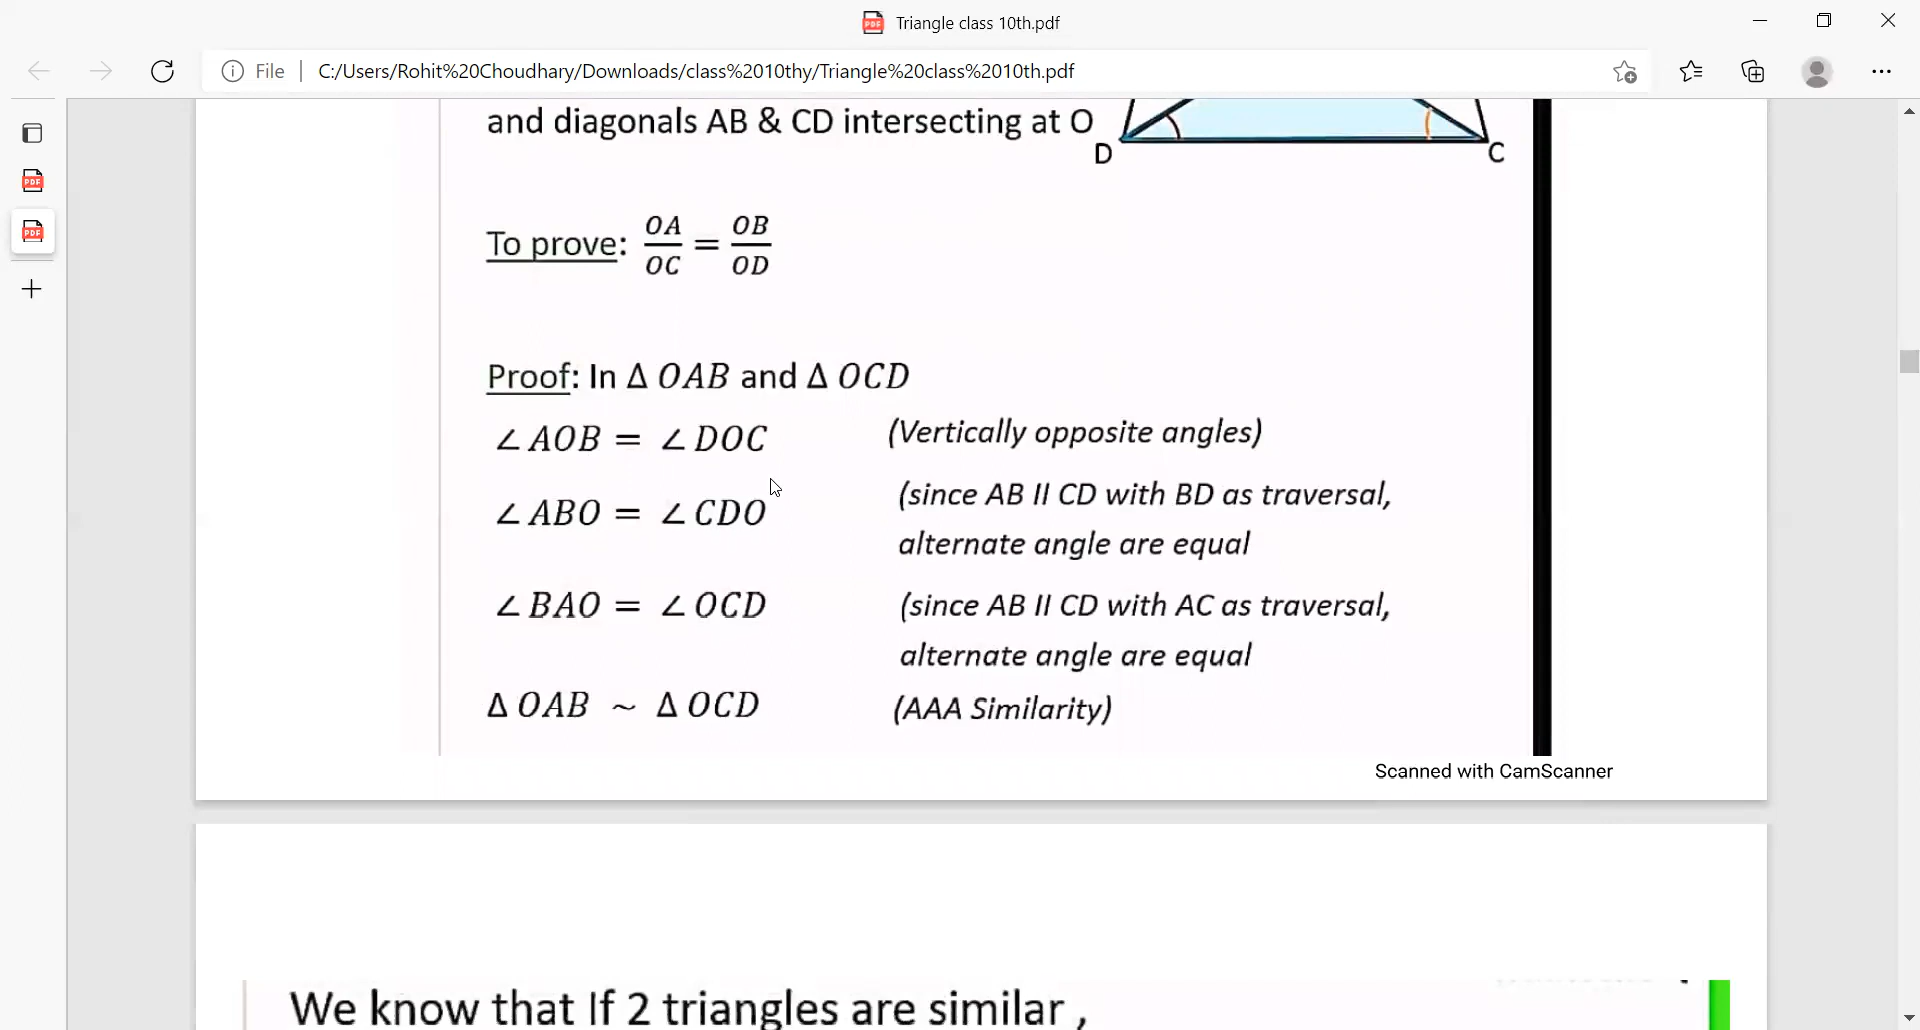 Triangle class 10th.pdf
File | C:/Users/Rohit%20Choudhary/Downloads/class%2010thy/Triangle%20class%2010th.pdf
and diagonals AB & CD intersecting at O
D
C
To prove: OA/OC = OB/OD
Proof: In Δ OAB and Δ OCD
∠ AOB = ∠ DOC (Vertically opposite angles)
∠ ABO = ∠ CDO (since AB II CD with BD as traversal,
alternate angle are equal
∠ BAO = ∠ OCD (since AB II CD with AC as traversal,
alternate angle are equal
Δ OAB ~ Δ OCD (AAA Similarity)
Scanned with CamScanner
We know that If 2 triangles are similar ,